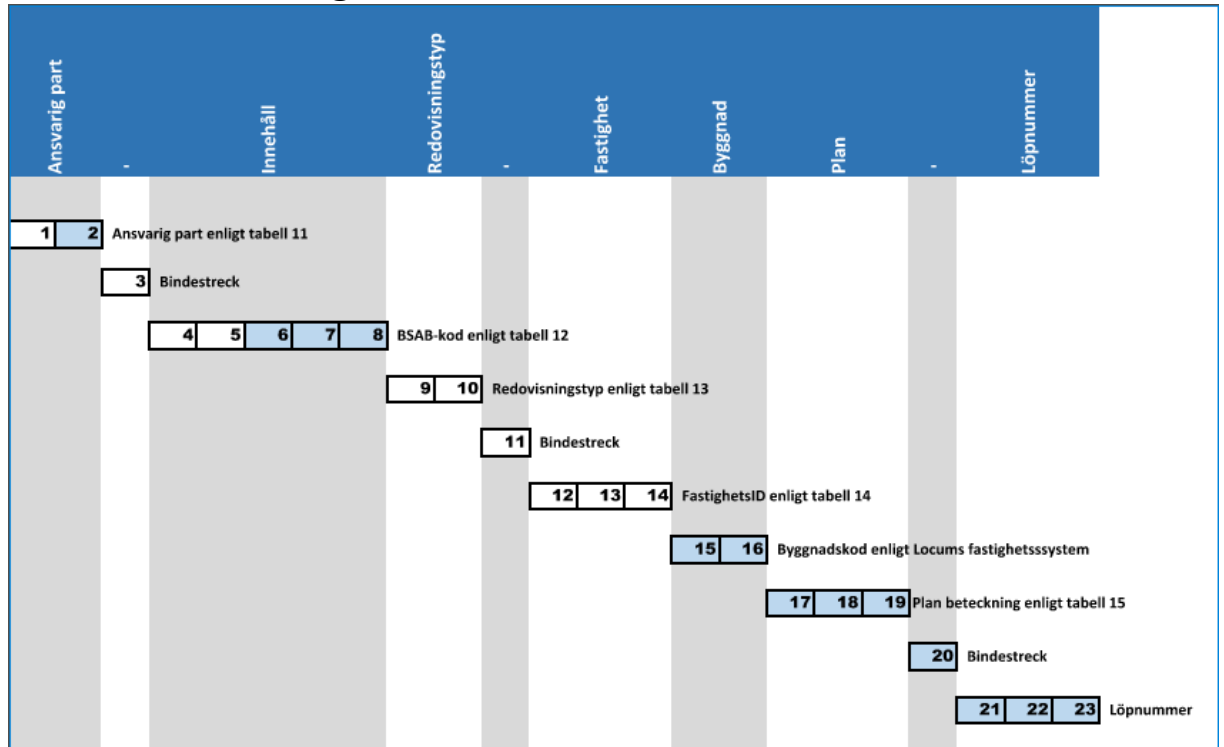 Ansvarig part
-
Innehåll
Redovisningstyp
-
Fastighet
Byggnad
Plan
-
Löpnummer
1 2 Ansvarig part enligt tabell 11
3 Bindestreck
4 5 6 7 8 BSAB-kod enligt tabell 12
9 10 Redovisningstyp enligt tabell 13
11 Bindestreck
12 13 14 FastighetsID enligt tabell 14
15 16 Byggnadskod enligt Locums fastighetsssystem
17 18 19 Plan beteckning enligt tabell 15
20 Bindestreck
21 22 23 Löpnummer